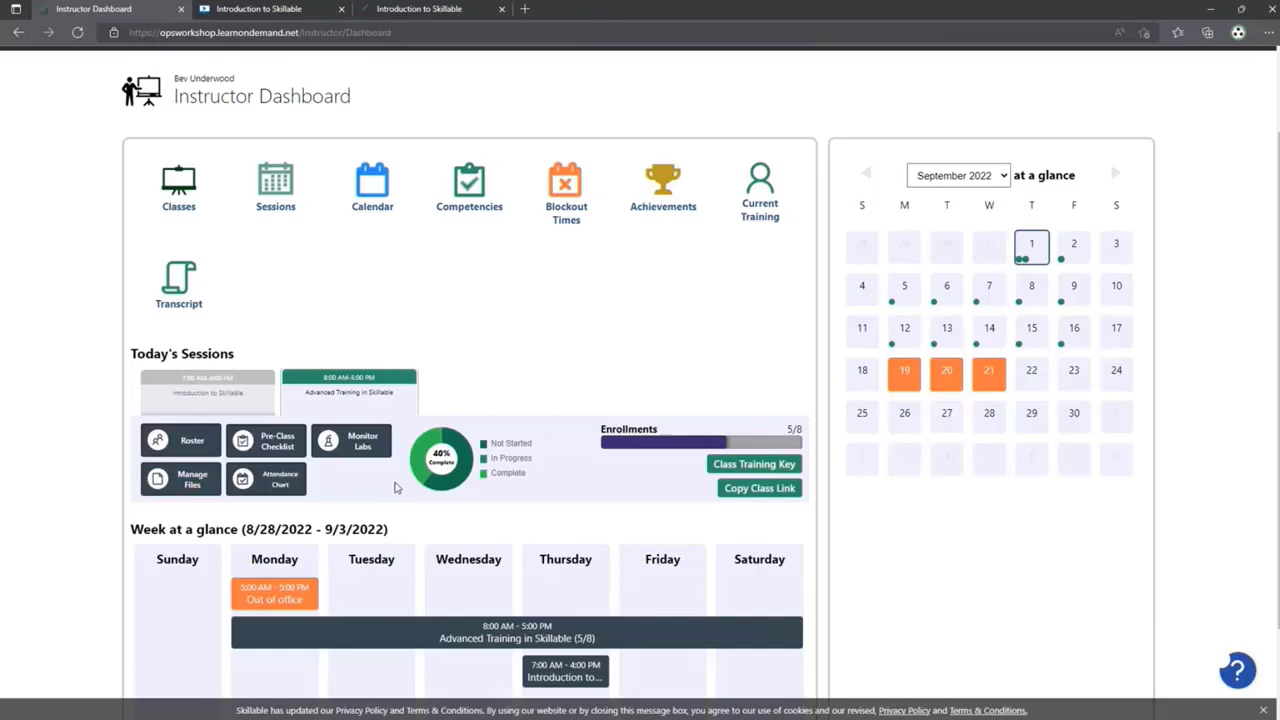 Instructor Dashboard
Introduction to Skillable
Introduction to Skillable
https://opsworkshop.learnondemand.net/Instructor/Dashboard
Bev Underwood
Instructor Dashboard
Classes
Sessions
Calendar
Competencies
Blockout
Times
Achievements
Current
Training
Transcript
Today's Sessions
7:00 AM-4:00 PM
Introduction to Skillable
8:00 AM-5:00 PM
Advanced Training in Skillable
Roster
Pre-Class
Checklist
Monitor
Labs
Manage
Files
Attendance
Chart
40%
Complete
Not Started
In Progress
Complete
Enrollments 5/8
Class Training Key
Copy Class Link
Week at a glance (8/28/2022 - 9/3/2022)
Sunday Monday Tuesday Wednesday Thursday Friday Saturday
5:00 AM - 5:00 PM
Out of office
8:00 AM - 5:00 PM
Advanced Training in Skillable (5/8)
7:00 AM - 4:00 PM
Introduction to...
September 2022 at a glance
S M T W T F S
1 2 3
4 5 6 7 8 9 10
11 12 13 14 15 16 17
18 19 20 21 22 23 24
25 26 27 28 29 30
?
Skillable has updated our Privacy Policy and Terms & Conditions. By using our website or by closing this message box, you agree to our use of cookies and our revised, Privacy Policy and Terms & Conditions.